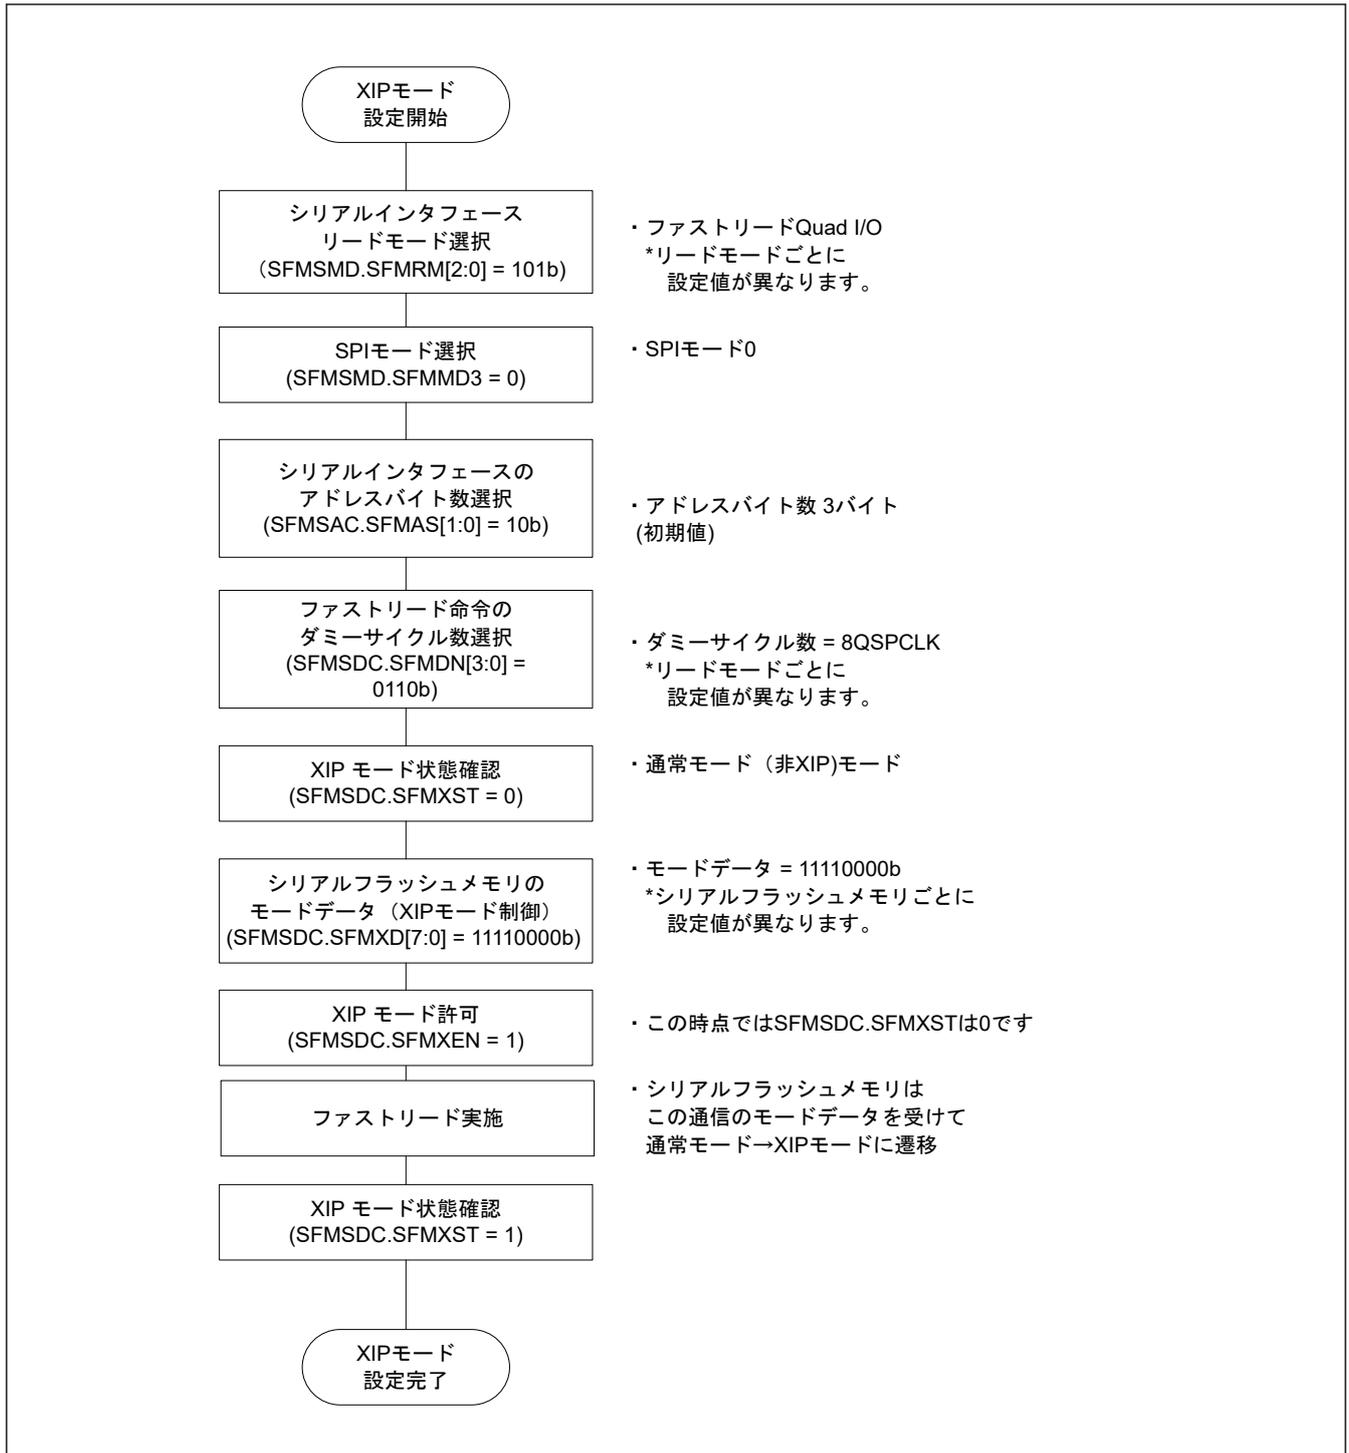 XIPモード
設定開始
シリアルインタフェース
リードモード選択
（SFMSMD.SFMRM[2:0] = 101b)
・ファストリードQuad I/O
*リードモードごとに
設定値が異なります。
SPIモード選択
(SFMSMD.SFMMD3 = 0)
・SPIモード0
シリアルインタフェースの
アドレスバイト数選択
(SFMSAC.SFMAS[1:0] = 10b)
・アドレスバイト数 3バイト
(初期値)
ファストリード命令の
ダミーサイクル数選択
(SFMSDC.SFMDN[3:0] =
0110b)
・ダミーサイクル数 = 8QSPCLK
*リードモードごとに
設定値が異なります。
XIP モード状態確認
(SFMSDC.SFMXST = 0)
・通常モード（非XIP)モード
シリアルフラッシュメモリの
モードデータ（XIPモード制御）
(SFMSDC.SFMXD[7:0] = 11110000b)
・モードデータ = 11110000b
*シリアルフラッシュメモリごとに
設定値が異なります。
XIP モード許可
(SFMSDC.SFMXEN = 1)
・この時点ではSFMSDC.SFMXSTは0です
ファストリード実施
・シリアルフラッシュメモリは
この通信のモードデータを受けて
通常モード→XIPモードに遷移
XIP モード状態確認
(SFMSDC.SFMXST = 1)
XIPモード
設定完了